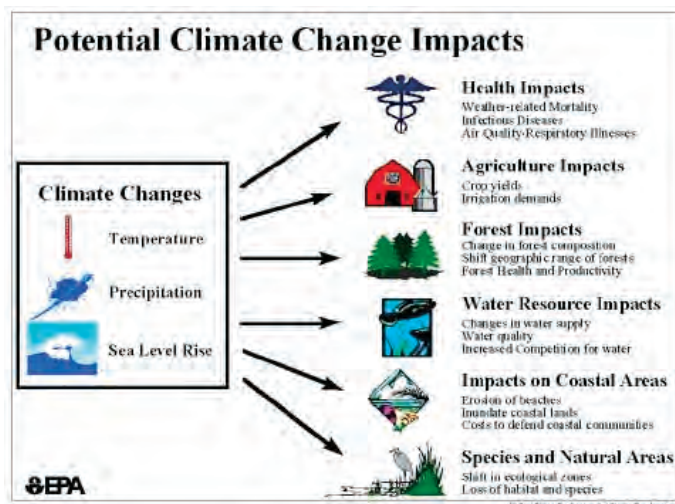 Potential Climate Change Impacts
Climate Changes
Temperature
Precipitation
Sea Level Rise
Health Impacts
Weather-related Mortality
Infectious Diseases
Air Quality-Respiratory Illnesses
Agriculture Impacts
Crop yields
Irrigation demands
Forest Impacts
Change in forest composition
Shift geographic range of forests
Forest Health and Productivity
Water Resource Impacts
Changes in water supply
Water quality
Increased Competition for water
Impacts on Coastal Areas
Erosion of beaches
Inundate coastal lands
Costs to defend coastal communities
Species and Natural Areas
Shift in ecological zones
Loss of habitat and species
EPA